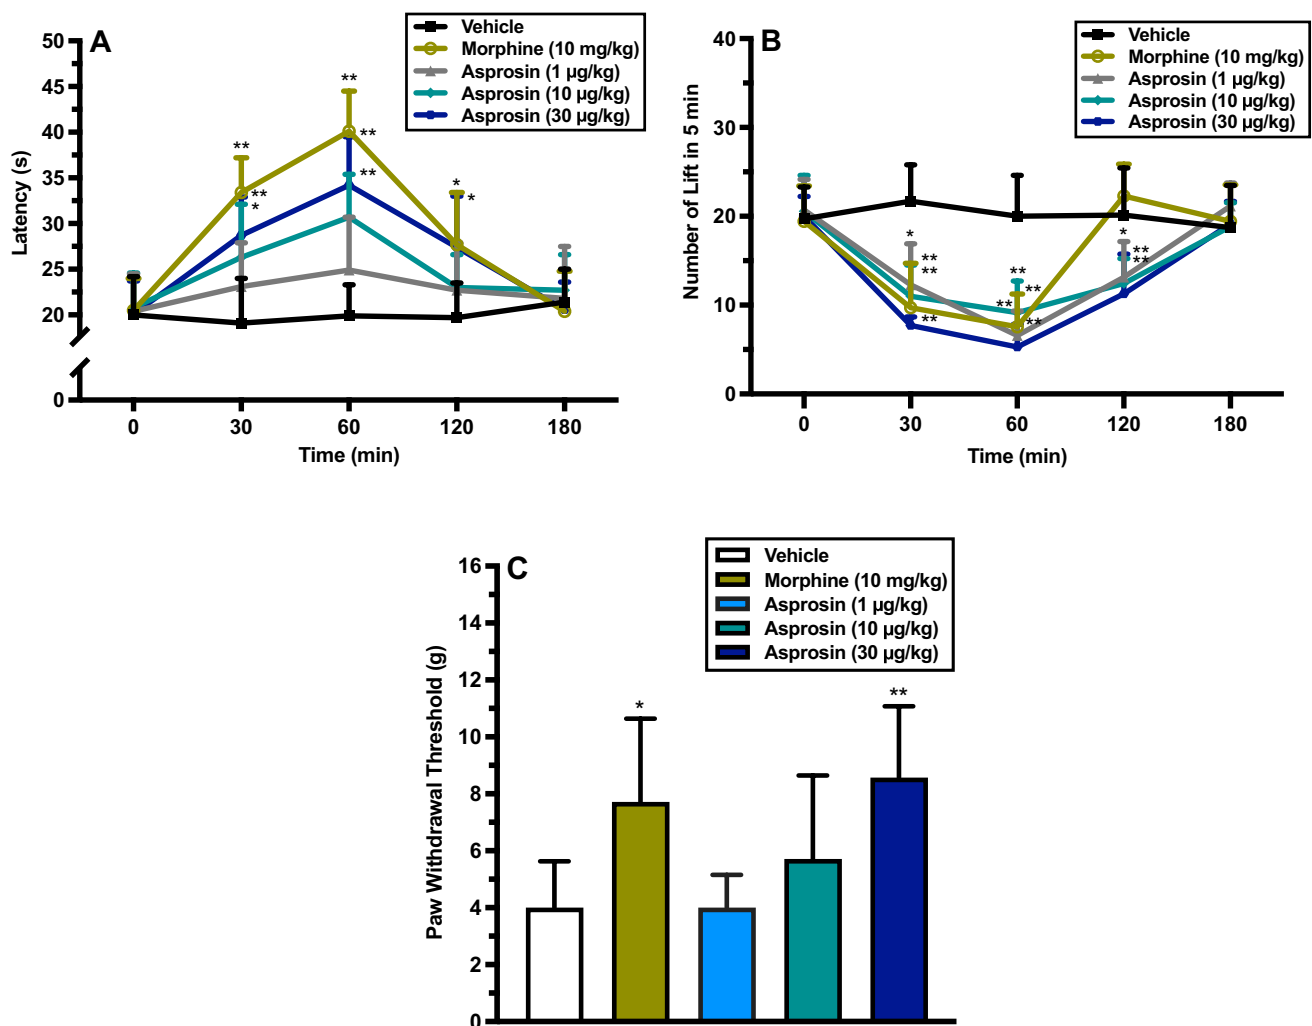 A
Vehicle
Morphine (10 mg/kg)
Asprosin (1 µg/kg)
Asprosin (10 µg/kg)
Asprosin (30 µg/kg)
Latency (s)
50
45
40
35
30
25
20
0
**
**
*
**
**
**
*
*
0 30 60 120 180
Time (min)
B
Vehicle
Morphine (10 mg/kg)
Asprosin (1 µg/kg)
Asprosin (10 µg/kg)
Asprosin (30 µg/kg)
Number of Lift in 5 min
40
30
20
10
0
*
**
**
**
**
**
**
**
*
**
**
0 30 60 120 180
Time (min)
C
Vehicle
Morphine (10 mg/kg)
Asprosin (1 µg/kg)
Asprosin (10 µg/kg)
Asprosin (30 µg/kg)
Paw Withdrawal Threshold (g)
16
14
12
10
8
6
4
2
0
*
**